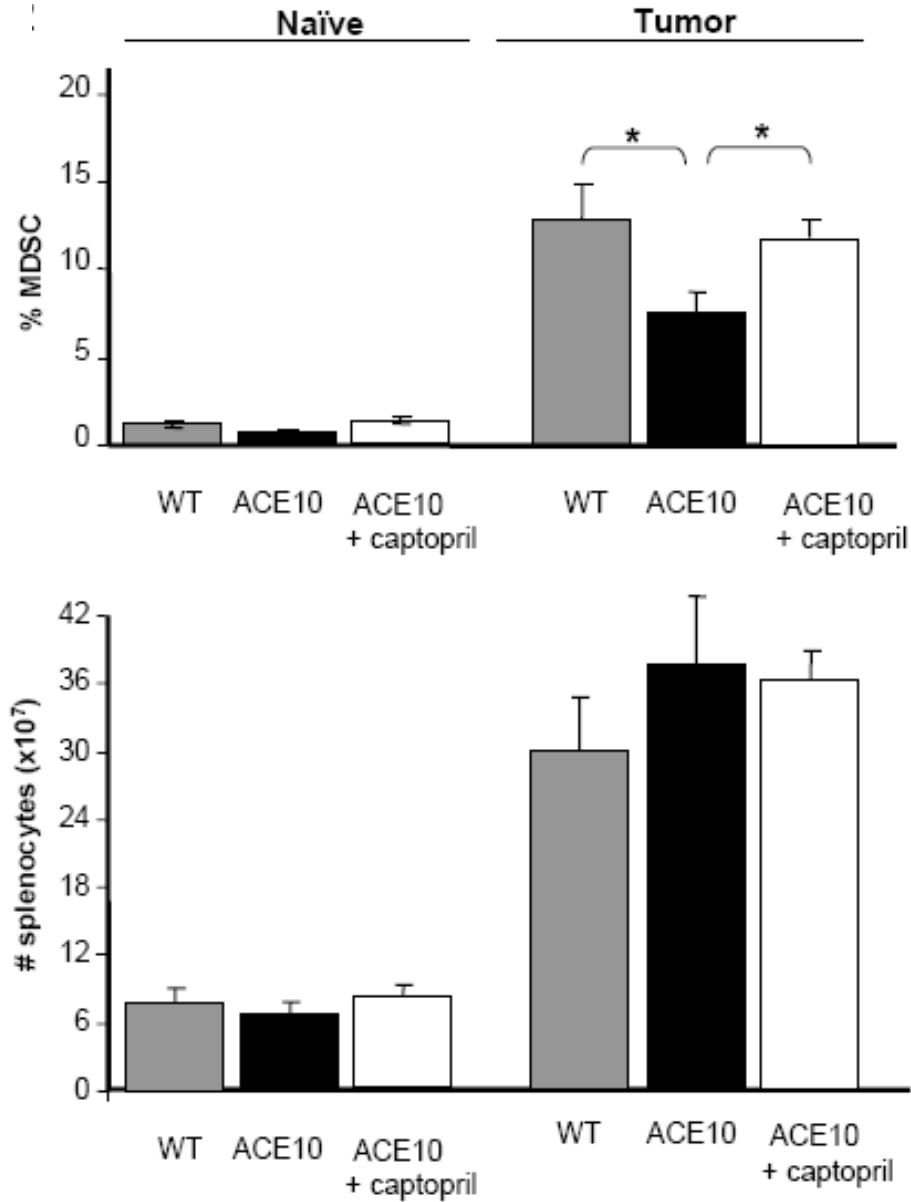 Naïve Tumor
% MDSC
20
15
10
5
0
* *
WT ACE10 ACE10 + captopril WT ACE10 ACE10 + captopril
# splenocytes (x10⁷)
42
36
30
24
18
12
6
0
WT ACE10 ACE10 + captopril WT ACE10 ACE10 + captopril